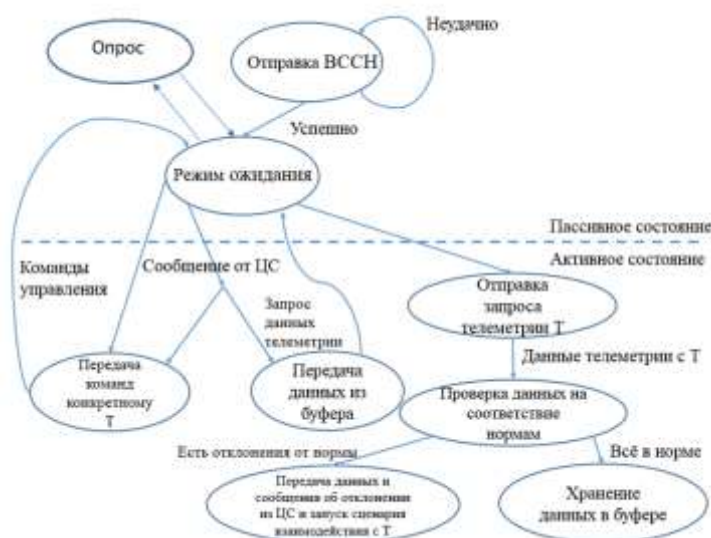 Неудачно
Опрос
Отправка ВССН
Успешно
Режим ожидания
Пассивное состояние
Активное состояние
Команды
управления
Сообщение от ЦС
Отправка
запроса
телеметрии Т
Запрос
данных
телеметрии
Данные телеметрии с Т
Передача
команд
конкретному
Т
Передача
данных из
буфера
Проверка данных на
соответствие
нормам
Есть отклонения от нормы
Всё в норме
Передача данных и
сообщения об отклонении
из ЦС и запуск сценария
взаимодействия с Т
Хранение
данных в буфере